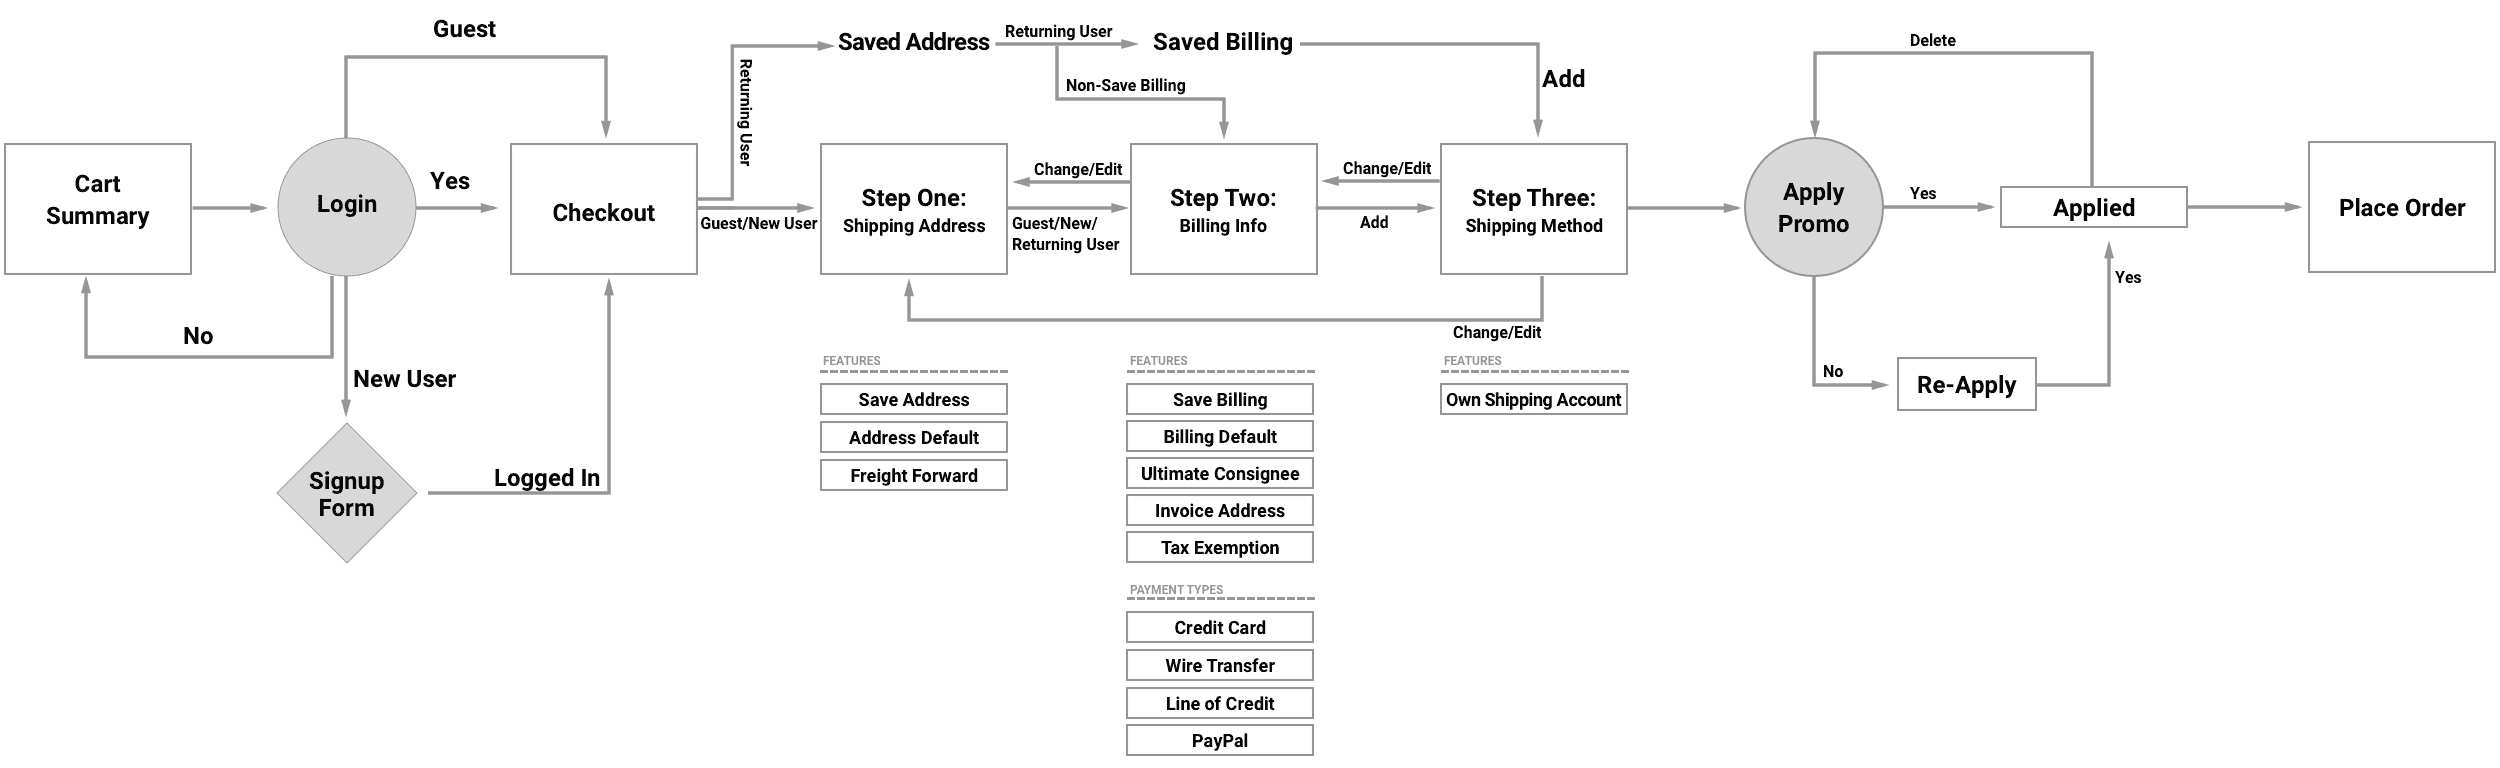 Guest
Saved Address
Returning User
Saved Billing
Delete
Returning User
Non-Save Billing
Add
Cart
Summary
Login
Yes
Checkout
Guest/New User
Step One:
Shipping Address
Change/Edit
Guest/New/
Returning User
Step Two:
Billing Info
Change/Edit
Add
Step Three:
Shipping Method
Apply
Promo
Yes
Applied
Place Order
Yes
No
New User
Change/Edit
No
Re-Apply
Signup
Form
Logged In
FEATURES
Save Address
Address Default
Freight Forward
FEATURES
Save Billing
Billing Default
Ultimate Consignee
Invoice Address
Tax Exemption
PAYMENT TYPES
Credit Card
Wire Transfer
Line of Credit
PayPal
FEATURES
Own Shipping Account